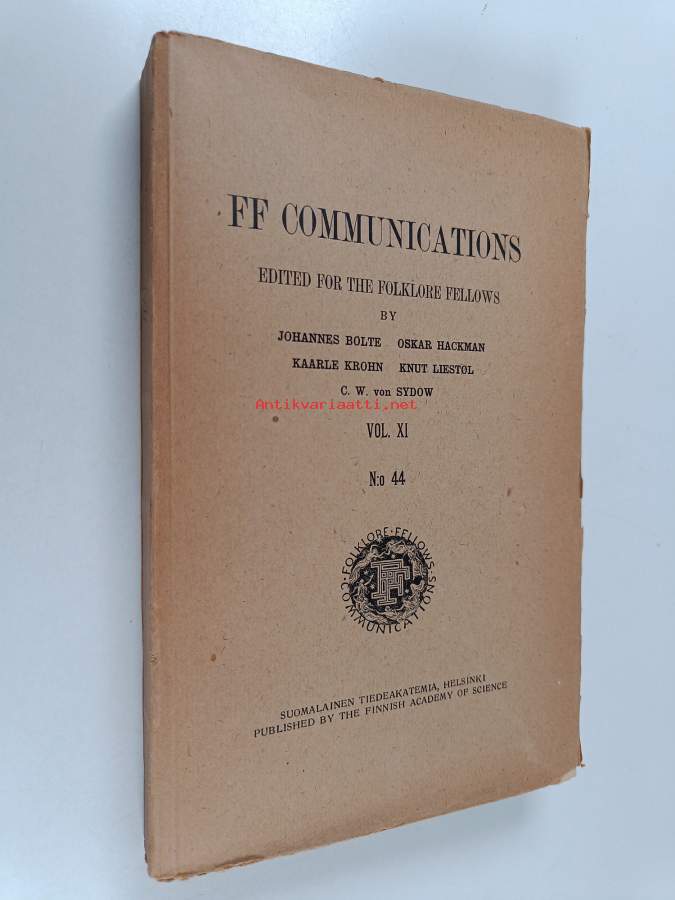 FF COMMUNICATIONS
EDITED FOR THE FOLKLORE FELLOWS
BY
JOHANNES BOLTE OSKAR HACKMAN
KAARLE KROHN KNUT LIESTØL
C. W. von SYDOW
Antikvariaatti.net
VOL. XI
N:o 44
FOLKLORE · FELLOWS ·
COMMUNICATIONS
FFC
SUOMALAINEN TIEDEAKATEMIA, HELSINKI
PUBLISHED BY THE FINNISH ACADEMY OF SCIENCE